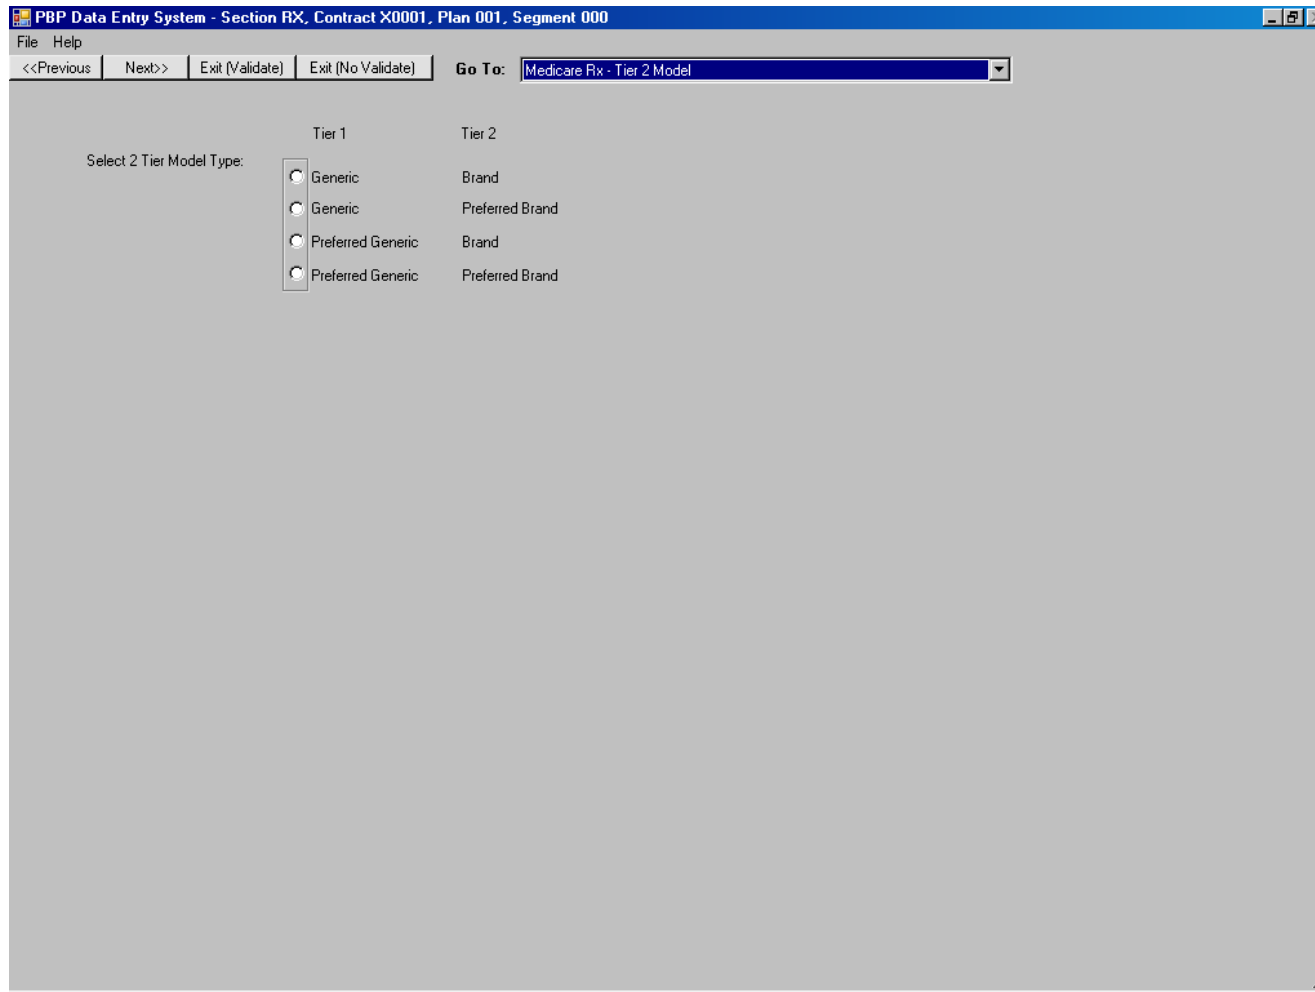 PBP Data Entry System - Section RX, Contract X0001, Plan 001, Segment 000
File Help
<<Previous Next>> Exit (Validate) Exit (No Validate) Go To: Medicare Rx - Tier 2 Model
Tier 1 Tier 2
Select 2 Tier Model Type:
Generic Brand
Generic Preferred Brand
Preferred Generic Brand
Preferred Generic Preferred Brand